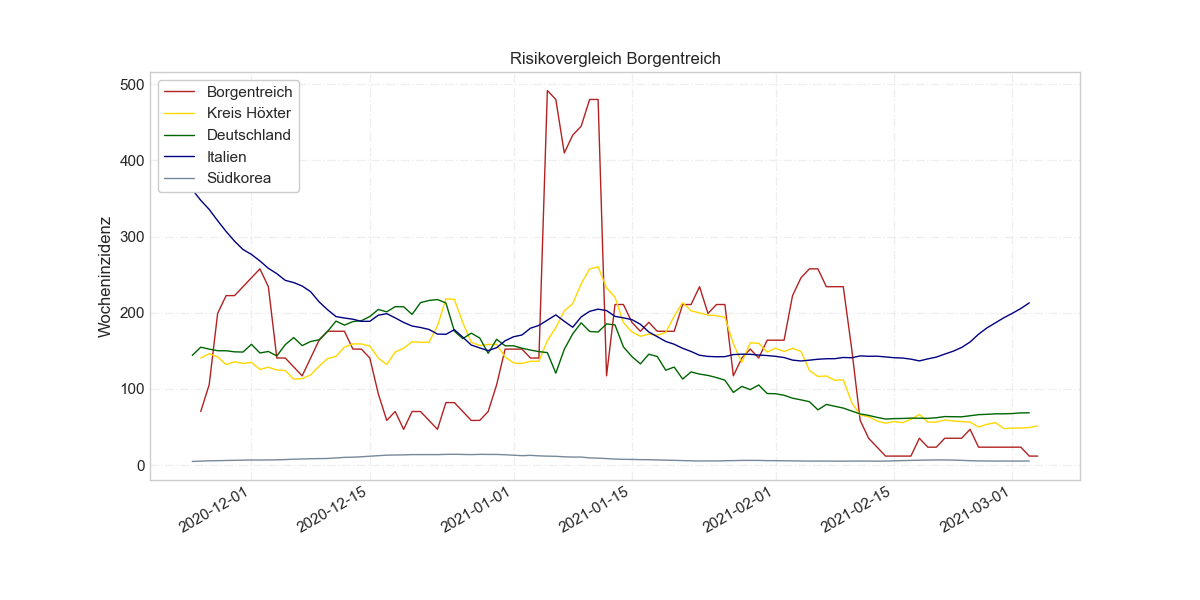 Risikovergleich Borgentreich
Wocheninzidenz
500
400
300
200
100
0
Borgentreich
Kreis Höxter
Deutschland
Italien
Südkorea
2020-12-01
2020-12-15
2021-01-01
2021-01-15
2021-02-01
2021-02-15
2021-03-01